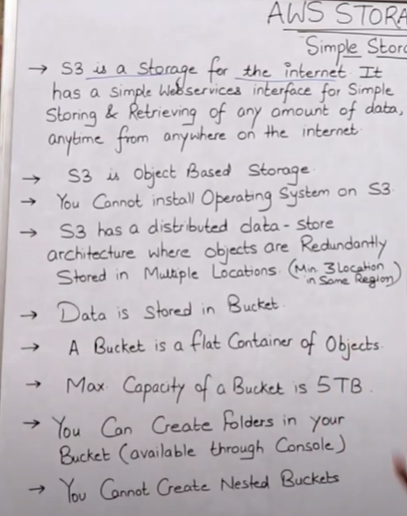 AWS STORA
Simple Stora
→ S3 is a Storage for the internet It
has a simple Webservices interface for Simple
Storing & Retrieving of any amount of data,
anytime from anywhere on the internet.
→ S3 is Object Based Storage.
→ You Cannot install Operating System on S3.
→ S3 has a distributed data-store
architecture where objects are Redundantly
Stored in Multiple Locations. (Min. 3 Location
in Same Region)
→ Data is stored in Bucket.
→ A Bucket is a flat Container of Objects.
→ Max. Capacity of a Bucket is 5TB.
→ You Can Create Folders in your
Bucket (available through Console)
→ You Cannot Create Nested Buckets